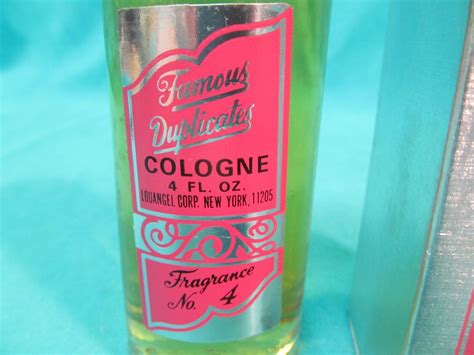 Famous
Duplicates
COLOGNE
4 FL. OZ.
LOUANGEL CORP. NEW YORK, 11205
Fragrance
No. 4